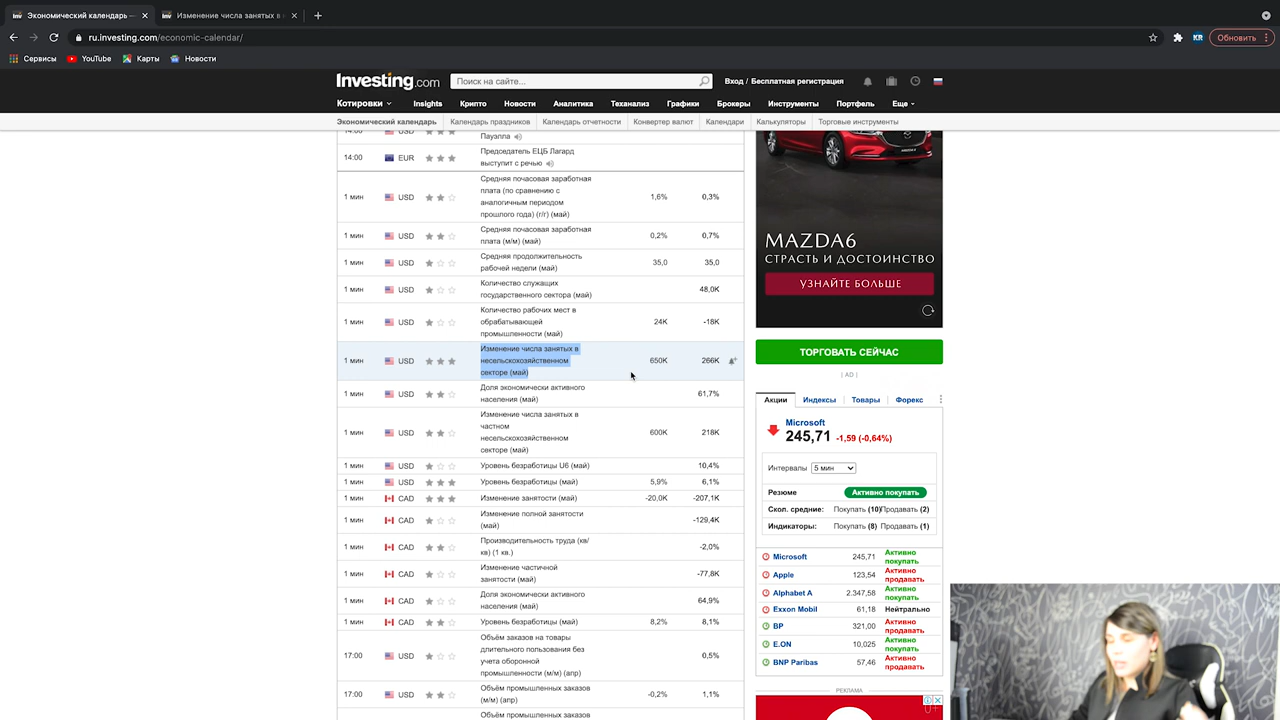 Экономический календарь
Изменение числа занятых в
ru.investing.com/economic-calendar/
KR
Обновить
Сервисы
YouTube
Карты
Новости
Investing.com
Поиск на сайте...
Вход / Бесплатная регистрация
Котировки
Insights
Крипто
Новости
Аналитика
Теханализ
Графики
Брокеры
Инструменты
Портфель
Еще
Экономический календарь
Календарь праздников
Календарь отчетности
Конвертер валют
Календари
Калькуляторы
Торговые инструменты
14:00 USD
Пауэлла
14:00 EUR Председатель ЕЦБ Лагард
выступит с речью
Средняя почасовая заработная
плата (по сравнению с
1 мин USD аналигичным периодом 1,6% 0,3%
прошлого года) (г/г) (май)
Средняя почасовая заработная
1 мин USD плата (м/м) (май) 0,2% 0,7%
Средняя продолжительность
1 мин USD рабочей недели (май) 35,0 35,0
Количество служащих
1 мин USD государственного сектора (май) 48,0K
Количество рабочих мест в
1 мин USD обрабатывающей 24K -18K
промышленности (май)
Изменение числа занятых в
1 мин USD несельскохозяйственном 650K 266K
секторе (май)
Доля экономически активного
1 мин USD населения (май) 61,7%
Изменение числа занятых в
частном
1 мин USD несельскохозяйственном 600K 218K
секторе (май)
1 мин USD Уровень безработицы U6 (май) 10,4%
1 мин USD Уровень безработицы (май) 5,9% 6,1%
1 мин CAD Изменение занятости (май) -20,0K -207,1K
Изменение полной занятости
1 мин CAD (май) -129,4K
Производительность труда (кв/
1 мин CAD кв) (1 кв.) -2,0%
Изменение частичной
1 мин CAD занятости (май) -77,8K
Доля экономически активного
1 мин CAD населения (май) 64,9%
1 мин CAD Уровень безработицы (май) 8,2% 8,1%
Объём заказов на товары
длительного пользования без
17:00 USD учета оборонной 0,5%
промышленности (м/м) (апр)
Объём промышленных заказов
17:00 USD (м/м) (апр) -0,2% 1,1%
Объём промышленных заказов
MAZDA6
СТРАСТЬ И ДОСТОИНСТВО
УЗНАЙТЕ БОЛЬШЕ
ТОРГОВАТЬ СЕЙЧАС
[ AD ]
Акции Индексы Товары Форекс
Microsoft
245,71 -1,59 (-0,64%)
Интервалы 5 мин
Резюме Активно покупать
Скол. средние: Покупать (10) Продавать (2)
Индикаторы: Покупать (8) Продавать (1)
Microsoft 245,71 Активно покупать
Apple 123,54 Активно продавать
Alphabet A 2.347,58 Активно покупать
Exxon Mobil 61,18 Нейтрально
BP 321,00 Активно продавать
E.ON 10,025 Активно покупать
BNP Paribas 57,46 Активно продавать
РЕКЛАМА